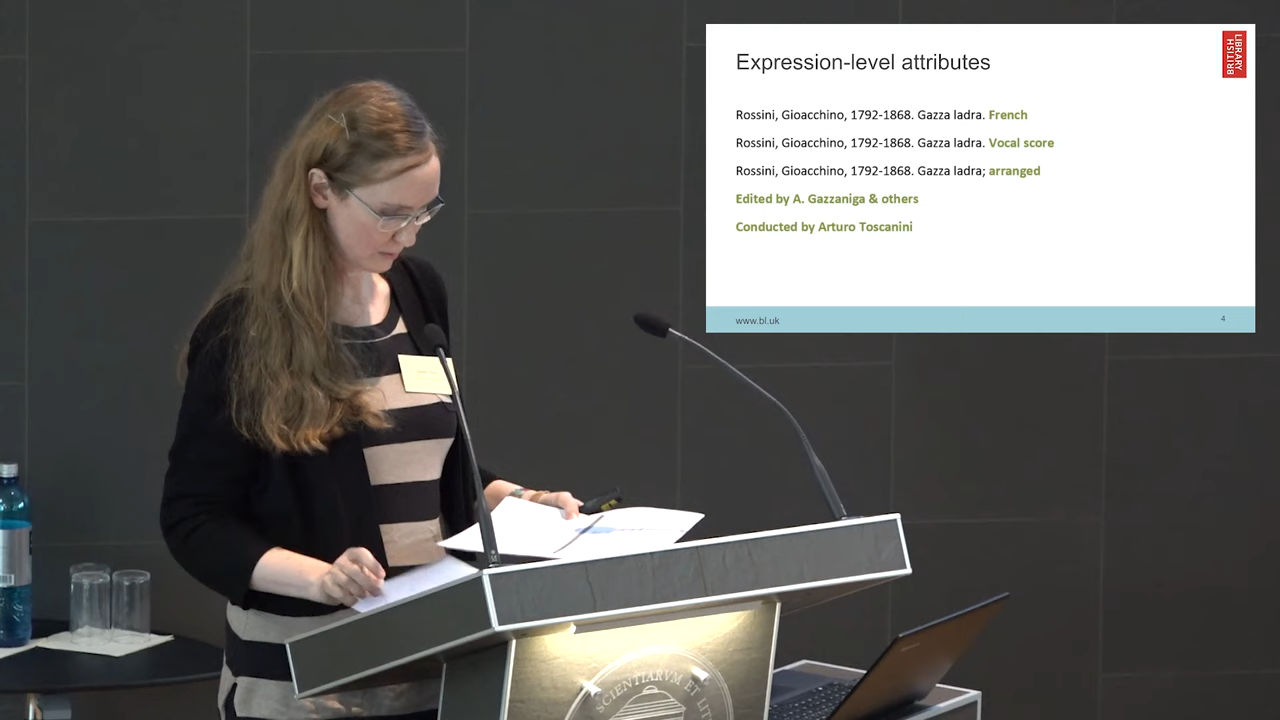 Expression-level attributes
BRITISH
LIBRARY
Rossini, Gioacchino, 1792-1868. Gazza ladra. French
Rossini, Gioacchino, 1792-1868. Gazza ladra. Vocal score
Rossini, Gioacchino, 1792-1868. Gazza ladra; arranged
Edited by A. Gazzaniga & others
Conducted by Arturo Toscanini
www.bl.uk
4
SCIENTIARVM ET